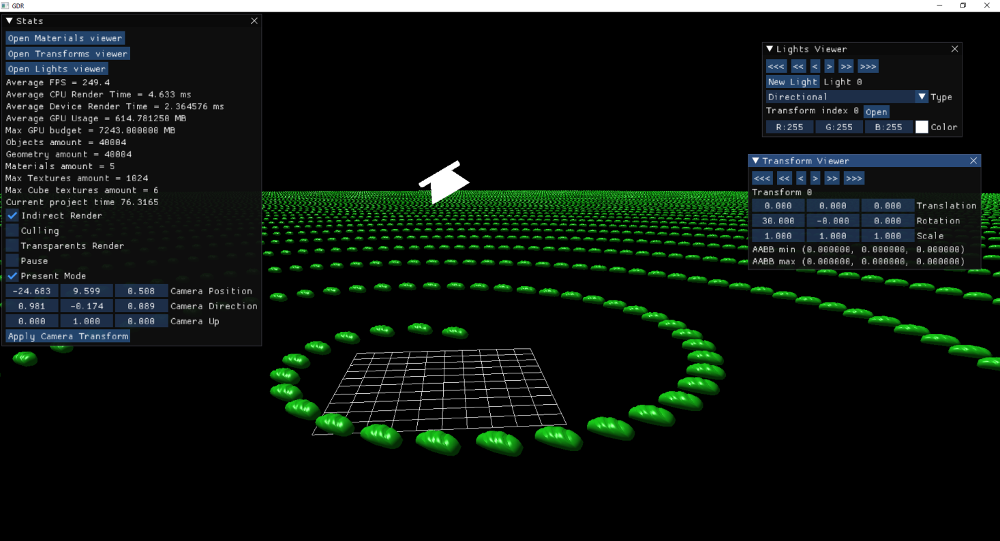 GDR
Stats
Open Materials viewer
Open Transforms viewer
Open Lights viewer
Average FPS = 249.4
Average CPU Render Time = 4.633 ms
Average Device Render Time = 2.364576 ms
Average GPU Usage = 614.781250 MB
Max GPU budget = 7243.000000 MB
Objects amount = 40004
Geometry amount = 40004
Materials amount = 5
Max Textures amount = 1024
Max Cube textures amount = 6
Current project time 76.3165
Indirect Render
Culling
Transparents Render
Pause
Present Mode
-24.683 9.599 0.508 Camera Position
0.981 -0.174 0.089 Camera Direction
0.000 1.000 0.000 Camera Up
Apply Camera Transform
Lights Viewer
<<< << < > >> >>>
New Light Light 0
Directional Type
Transform index 0 Open
R:255 G:255 B:255 Color
Transform Viewer
<<< << < > >> >>>
Transform 0
0.000 0.000 0.000 Translation
30.000 -0.000 0.000 Rotation
1.000 1.000 1.000 Scale
AABB min (0.000000, 0.000000, 0.000000)
AABB max (0.000000, 0.000000, 0.000000)